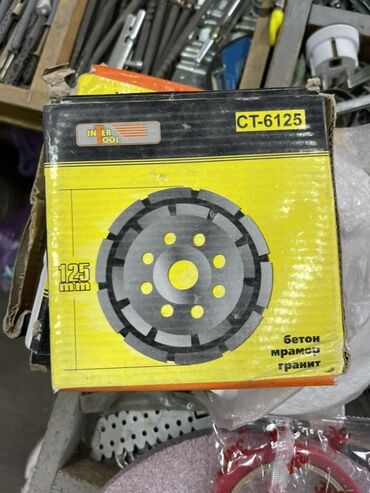 INTER
TOOL
CT-6125
125
mm
бетон
мрамор
гранит